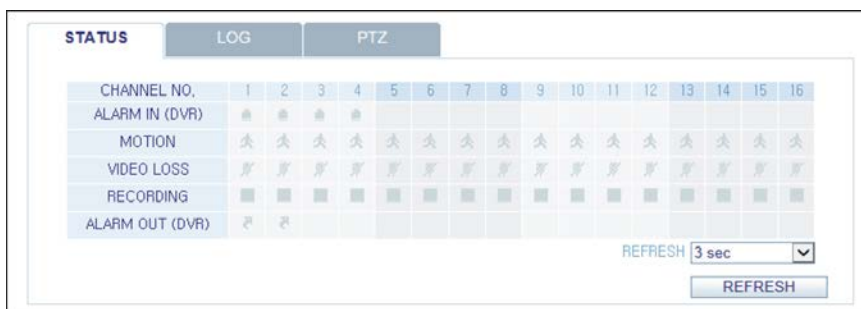 STATUS LOG PTZ
CHANNEL NO. 1 2 3 4 5 6 7 8 9 10 11 12 13 14 15 16
ALARM IN (DVR)
MOTION
VIDEO LOSS
RECORDING
ALARM OUT (DVR)
REFRESH 3 sec
REFRESH